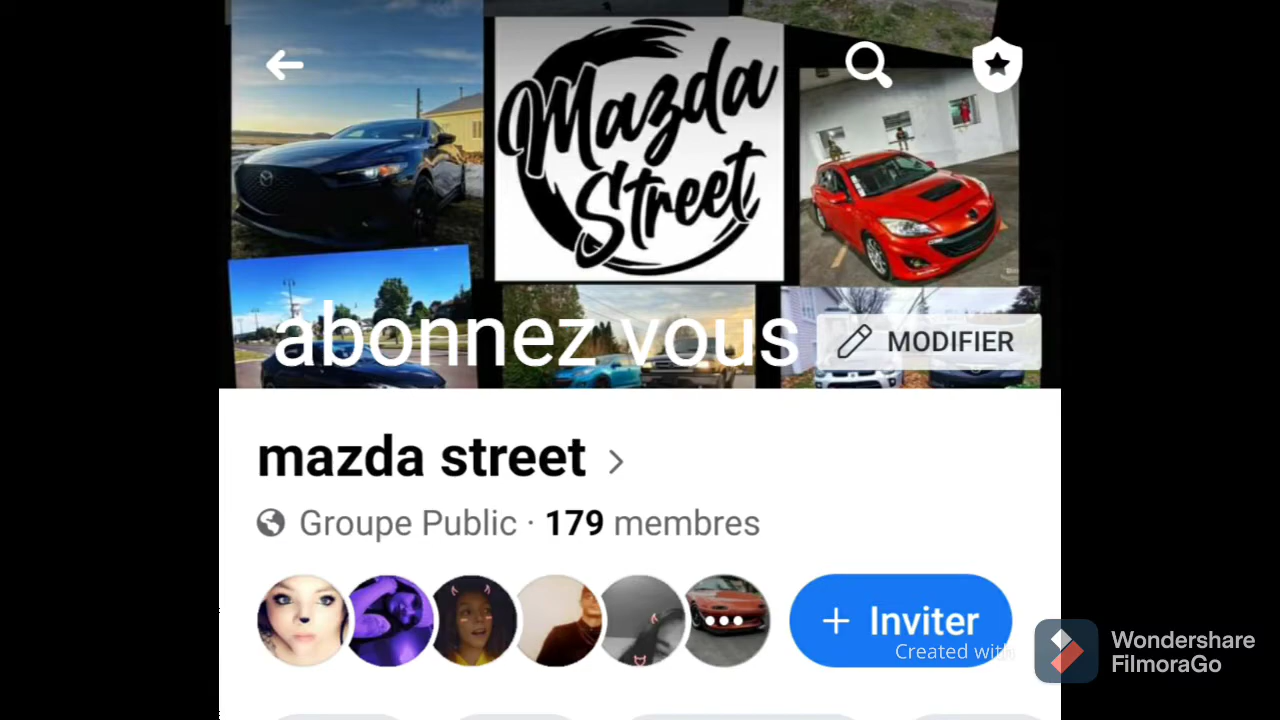 Mazda
Street
abonnez vous
MODIFIER
mazda street
Groupe Public · 179 membres
+ Inviter
Created with
Wondershare
FilmoraGo